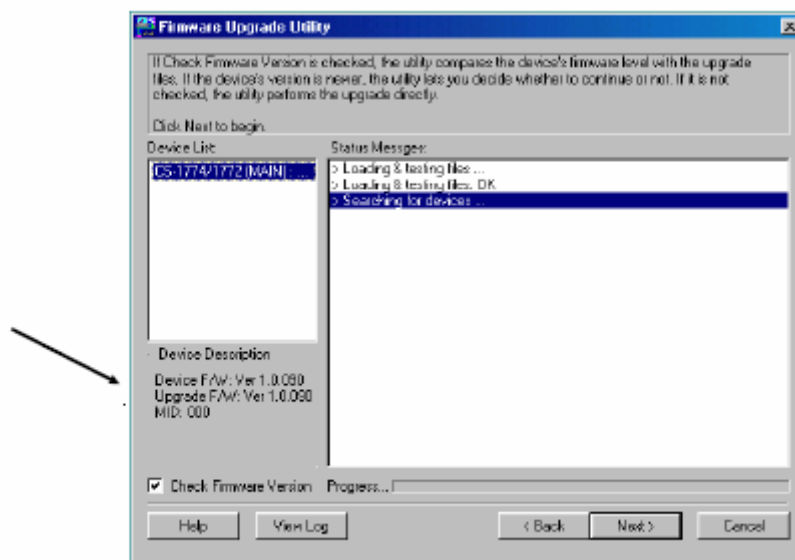 Firmware Upgrade Utility
If Check Firmware Version is checked, the utility compares the device's firmware level with the upgrade
files. If the device's version is newer, the utility lets you decide whether to continue or not. If it is not
checked, the utility performs the upgrade directly.
Click Next to begin.
Device List:
Status Messges:
CS-1774/1772 [MAIN] : ...
> Loading & testing files ...
> Loading & testing files. OK
> Searching for devices ...
Device Description
Device F/W: Ver 1.0.090
Upgrade F/W: Ver 1.0.090
MID: 000
Check Firmware Version
Progress...
Help
View Log
< Back
Next >
Cancel